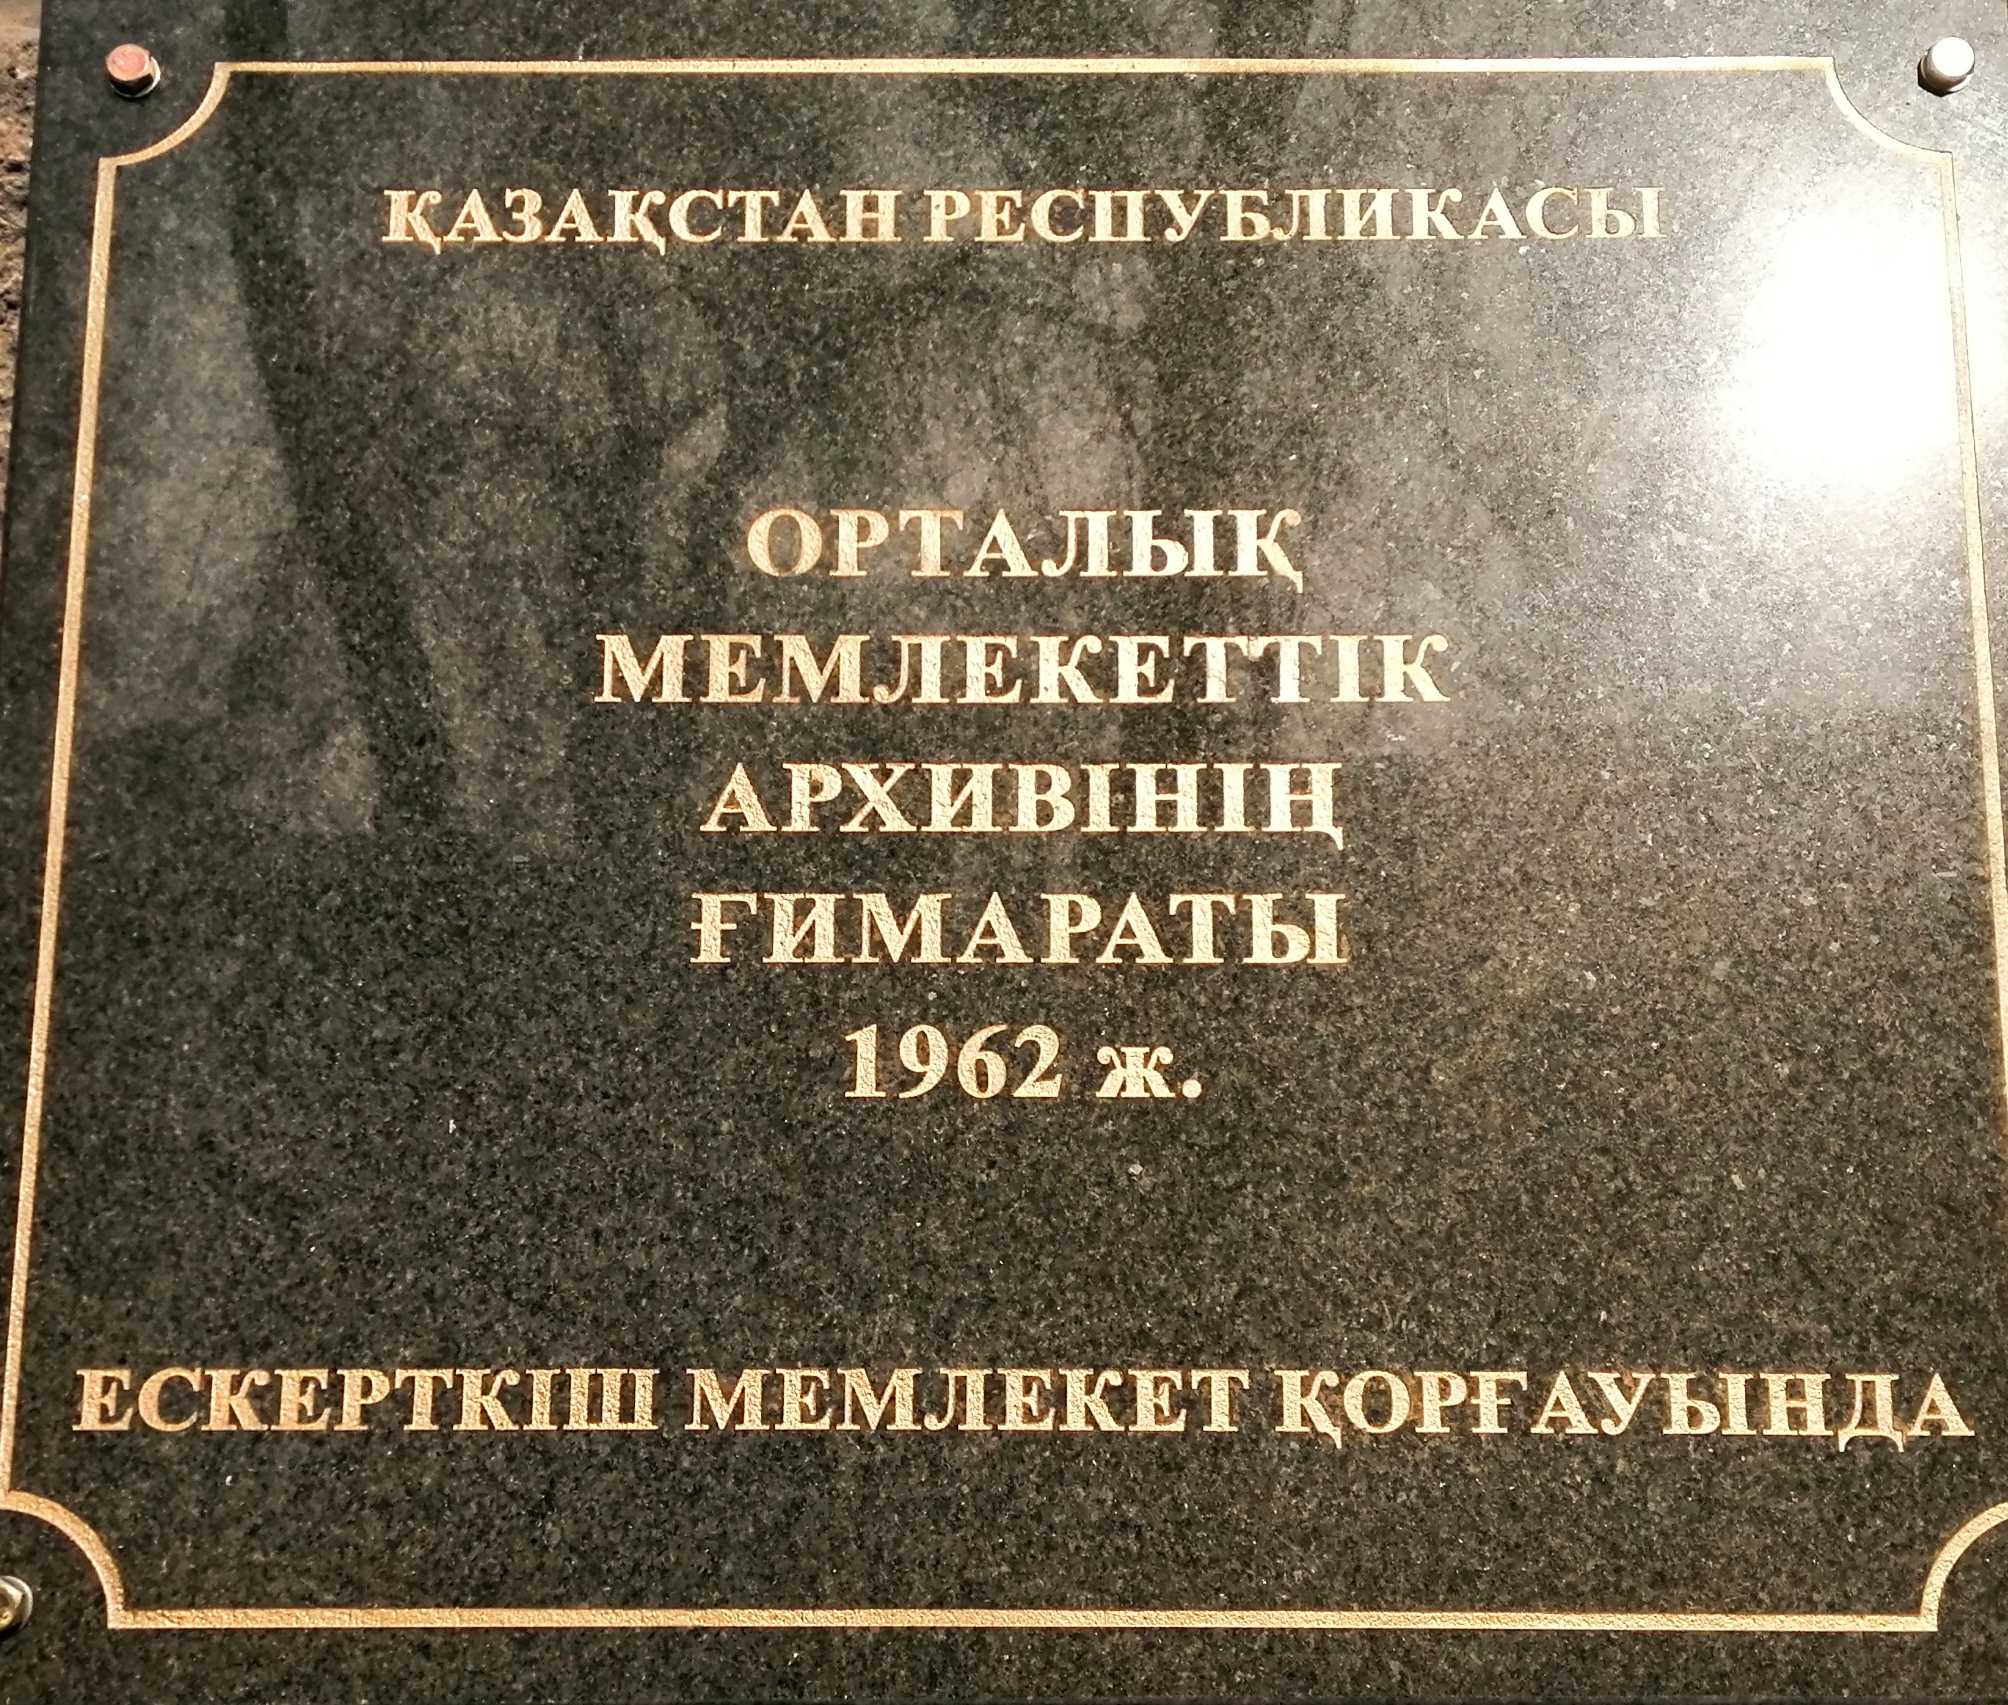 ҚАЗАҚСТАН РЕСПУБЛИКАСЫ
ОРТАЛЫҚ
МЕМЛЕКЕТТІК
АРХИВІНІҢ
ҒИМАРАТЫ
1962 ж.
ЕСКЕРТКІШ МЕМЛЕКЕТ ҚОРҒАУЫНДА